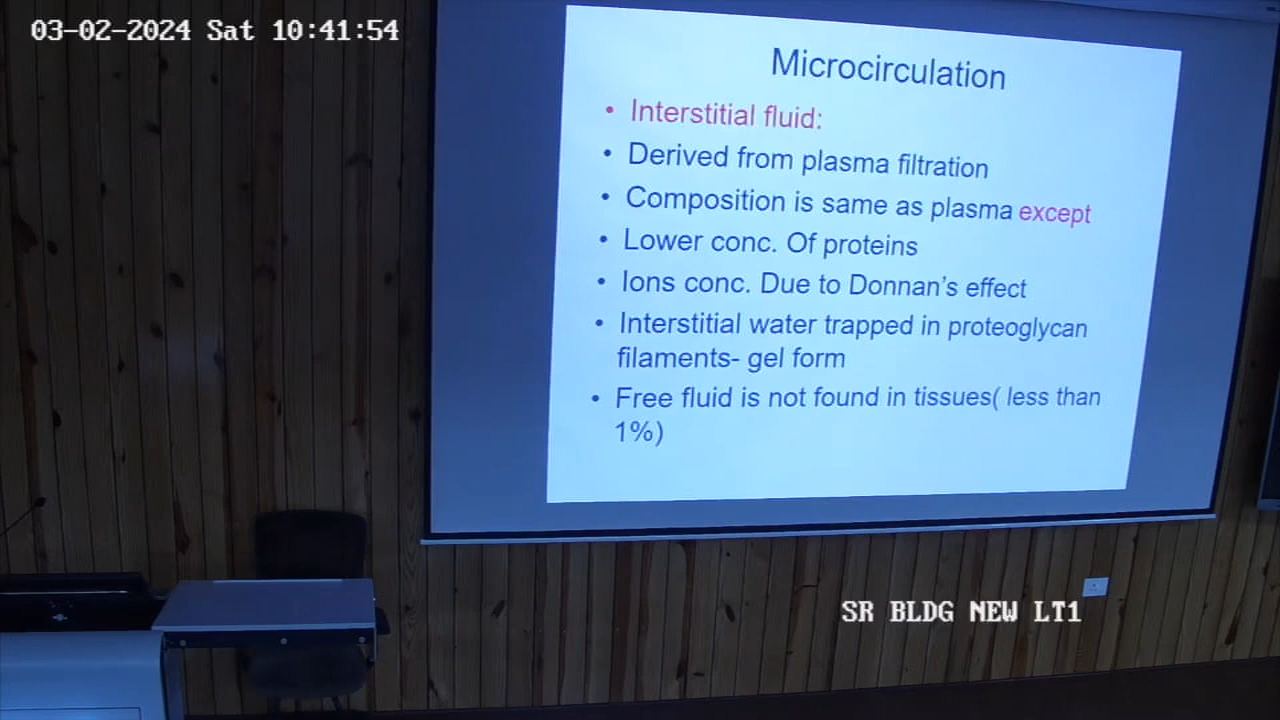 03-02-2024 Sat 10:41:54
Microcirculation
• Interstitial fluid:
• Derived from plasma filtration
• Composition is same as plasma except
• Lower conc. Of proteins
• Ions conc. Due to Donnan's effect
• Interstitial water trapped in proteoglycan
filaments- gel form
• Free fluid is not found in tissues( less than
1%)
SR BLDG NEW LT1